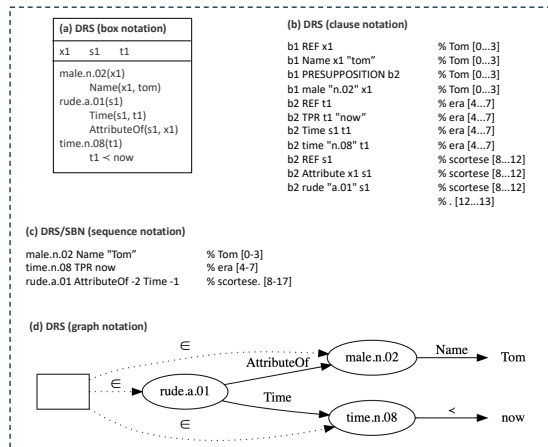 (a) DRS (box notation)
x1 s1 t1
male.n.02(x1)
Name(x1, tom)
rude.a.01(s1)
Time(s1, t1)
AttributeOf(s1, x1)
time.n.08(t1)
t1 ≺ now
(b) DRS (clause notation)
b1 REF x1 % Tom [0...3]
b1 Name x1 "tom" % Tom [0...3]
b1 PRESUPPOSITION b2 % Tom [0...3]
b1 male "n.02" x1 % Tom [0...3]
b2 REF t1 % era [4...7]
b2 TPR t1 "now" % era [4...7]
b2 Time s1 t1 % era [4...7]
b2 time "n.08" t1 % era [4...7]
b2 REF s1 % scortese [8...12]
b2 Attribute x1 s1 % scortese [8...12]
b2 rude "a.01" s1 % scortese [8...12]
% . [12...13]
(c) DRS/SBN (sequence notation)
male.n.02 Name "Tom" % Tom [0-3]
time.n.08 TPR now % era [4-7]
rude.a.01 AttributeOf -2 Time -1 % scortese. [8-17]
(d) DRS (graph notation)
∈
AttributeOf
male.n.02
Name
Tom
∈
rude.a.01
Time
∈
time.n.08
≺
now